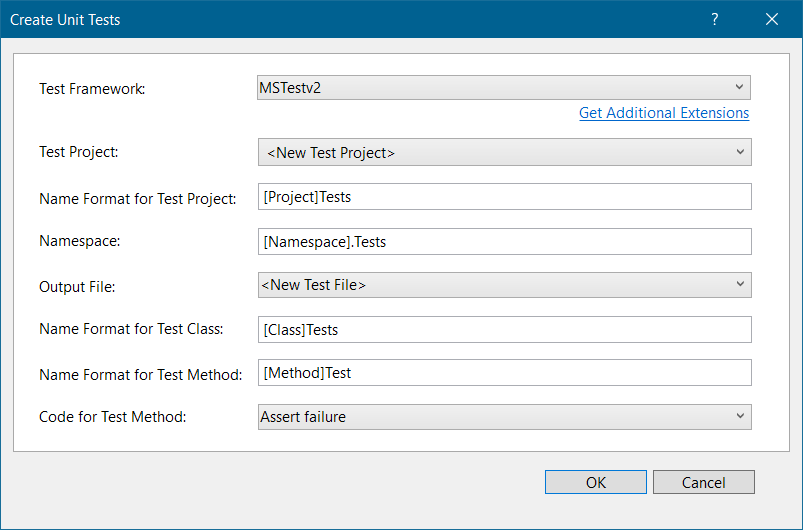 Create Unit Tests ?
Test Framework: MSTestv2
Get Additional Extensions
Test Project: <New Test Project>
Name Format for Test Project: [Project]Tests
Namespace: [Namespace].Tests
Output File: <New Test File>
Name Format for Test Class: [Class]Tests
Name Format for Test Method: [Method]Test
Code for Test Method: Assert failure
OK Cancel